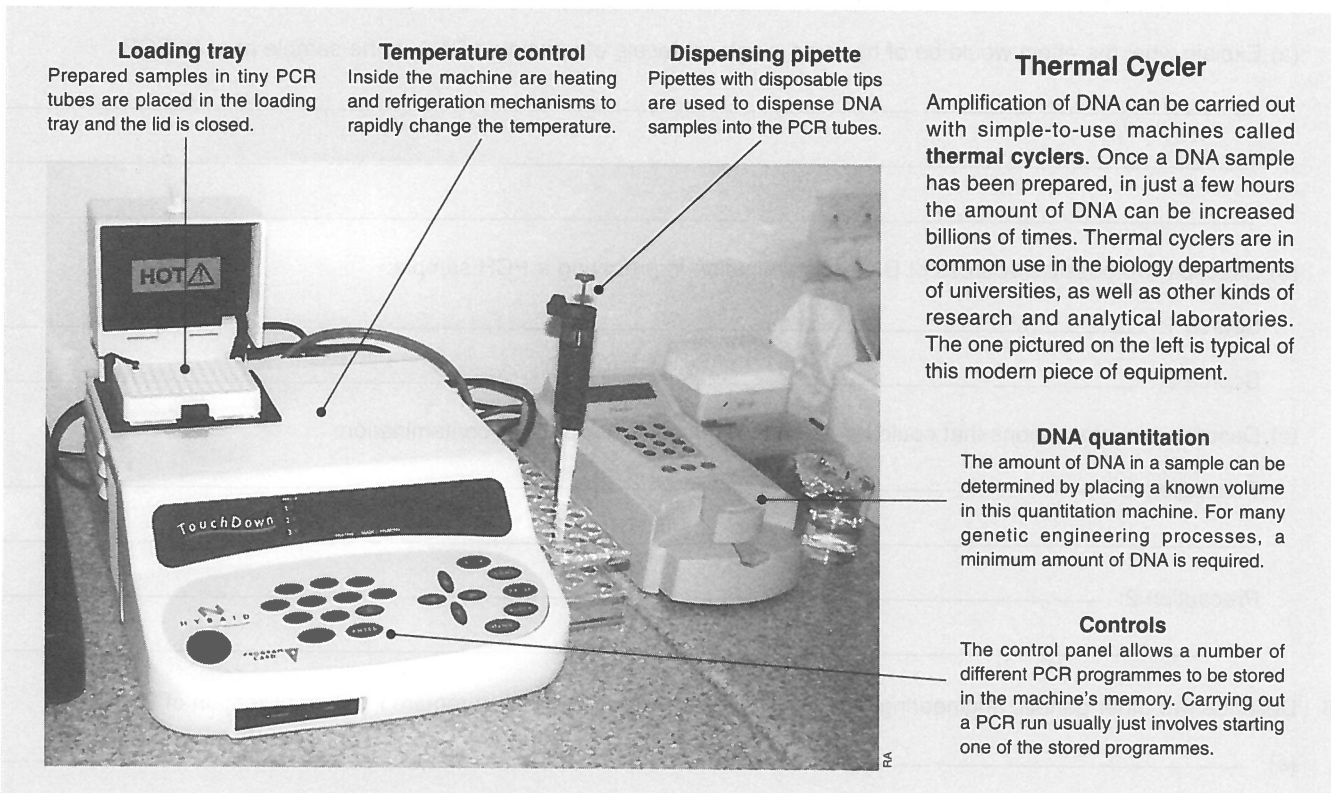 Loading tray
Prepared samples in tiny PCR
tubes are placed in the loading
tray and the lid is closed.
Temperature control
Inside the machine are heating
and refrigeration mechanisms to
rapidly change the temperature.
Dispensing pipette
Pipettes with disposable tips
are used to dispense DNA
samples into the PCR tubes.
Thermal Cycler
Amplification of DNA can be carried out
with simple-to-use machines called
thermal cyclers. Once a DNA sample
has been prepared, in just a few hours
the amount of DNA can be increased
billions of times. Thermal cyclers are in
common use in the biology departments
of universities, as well as other kinds of
research and analytical laboratories.
The one pictured on the left is typical of
this modern piece of equipment.
HOT
TouchDown
HYBAID
PROGRAM
CARD
ENTER
DNA quantitation
The amount of DNA in a sample can be
determined by placing a known volume
in this quantitation machine. For many
genetic engineering processes, a
minimum amount of DNA is required.
Controls
The control panel allows a number of
different PCR programmes to be stored
in the machine's memory. Carrying out
a PCR run usually just involves starting
one of the stored programmes.
RA